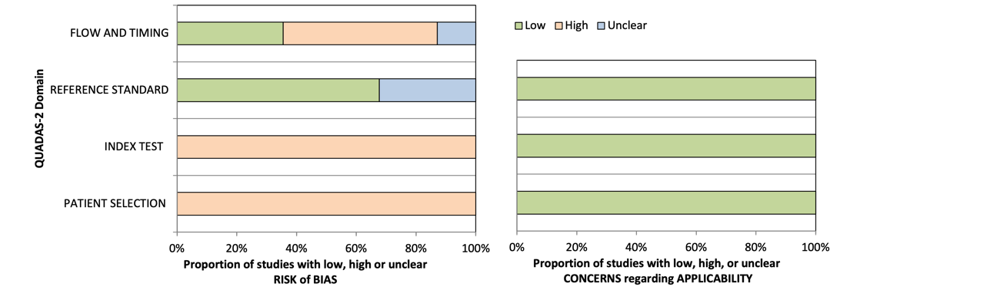 QUADAS-2 Domain
FLOW AND TIMING
REFERENCE STANDARD
INDEX TEST
PATIENT SELECTION
0% 20% 40% 60% 80% 100%
Proportion of studies with low, high or unclear
RISK of BIAS
Low High Unclear
0% 20% 40% 60% 80% 100%
Proportion of studies with low, high, or unclear
CONCERNS regarding APPLICABILITY